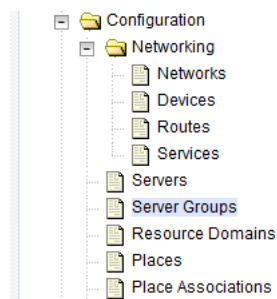 Configuration
Networking
Networks
Devices
Routes
Services
Servers
Server Groups
Resource Domains
Places
Place Associations